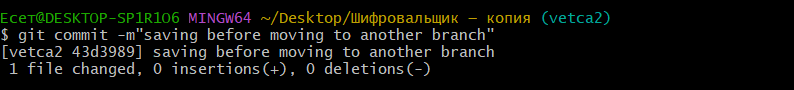 Есет@DESKTOP-SP1R1O6 MINGW64 ~/Desktop/Шифровальщик – копия (vetca2)
$ git commit -m"saving before moving to another branch"
[vetca2 43d3989] saving before moving to another branch
 1 file changed, 0 insertions(+), 0 deletions(-)